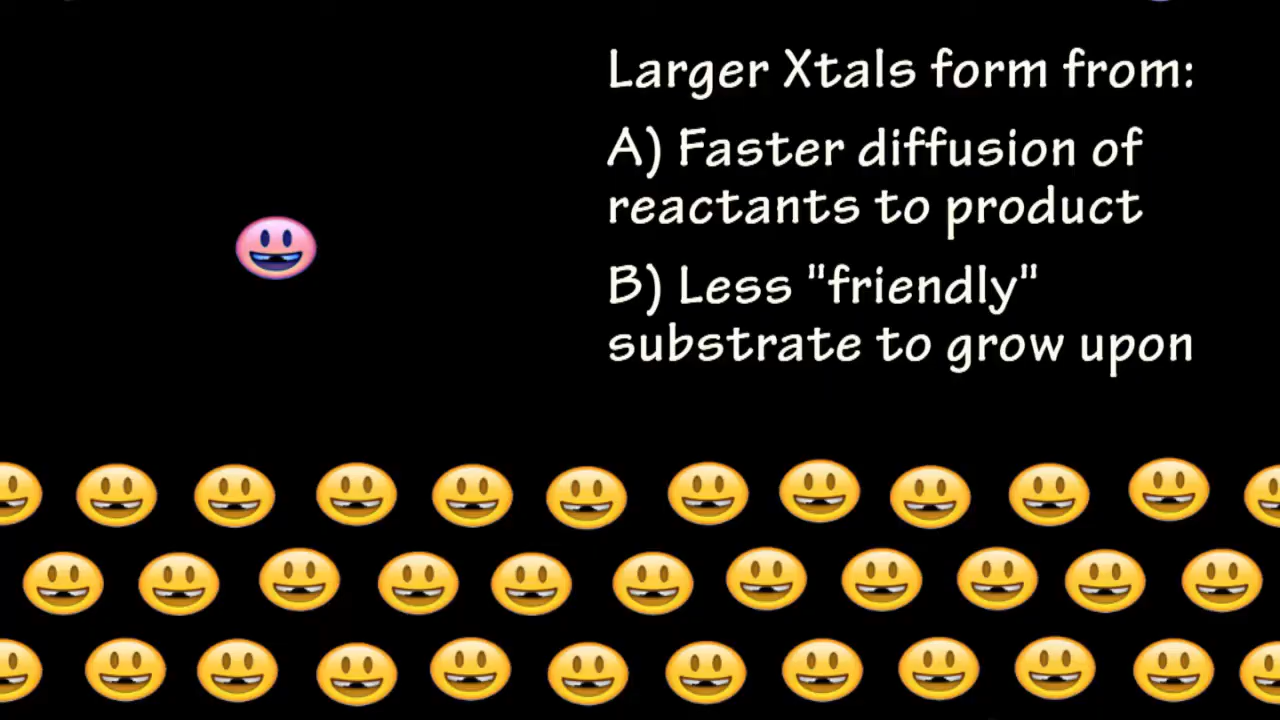 Larger Xtals form from:
A) Faster diffusion of
reactants to product
B) Less "friendly"
substrate to grow upon